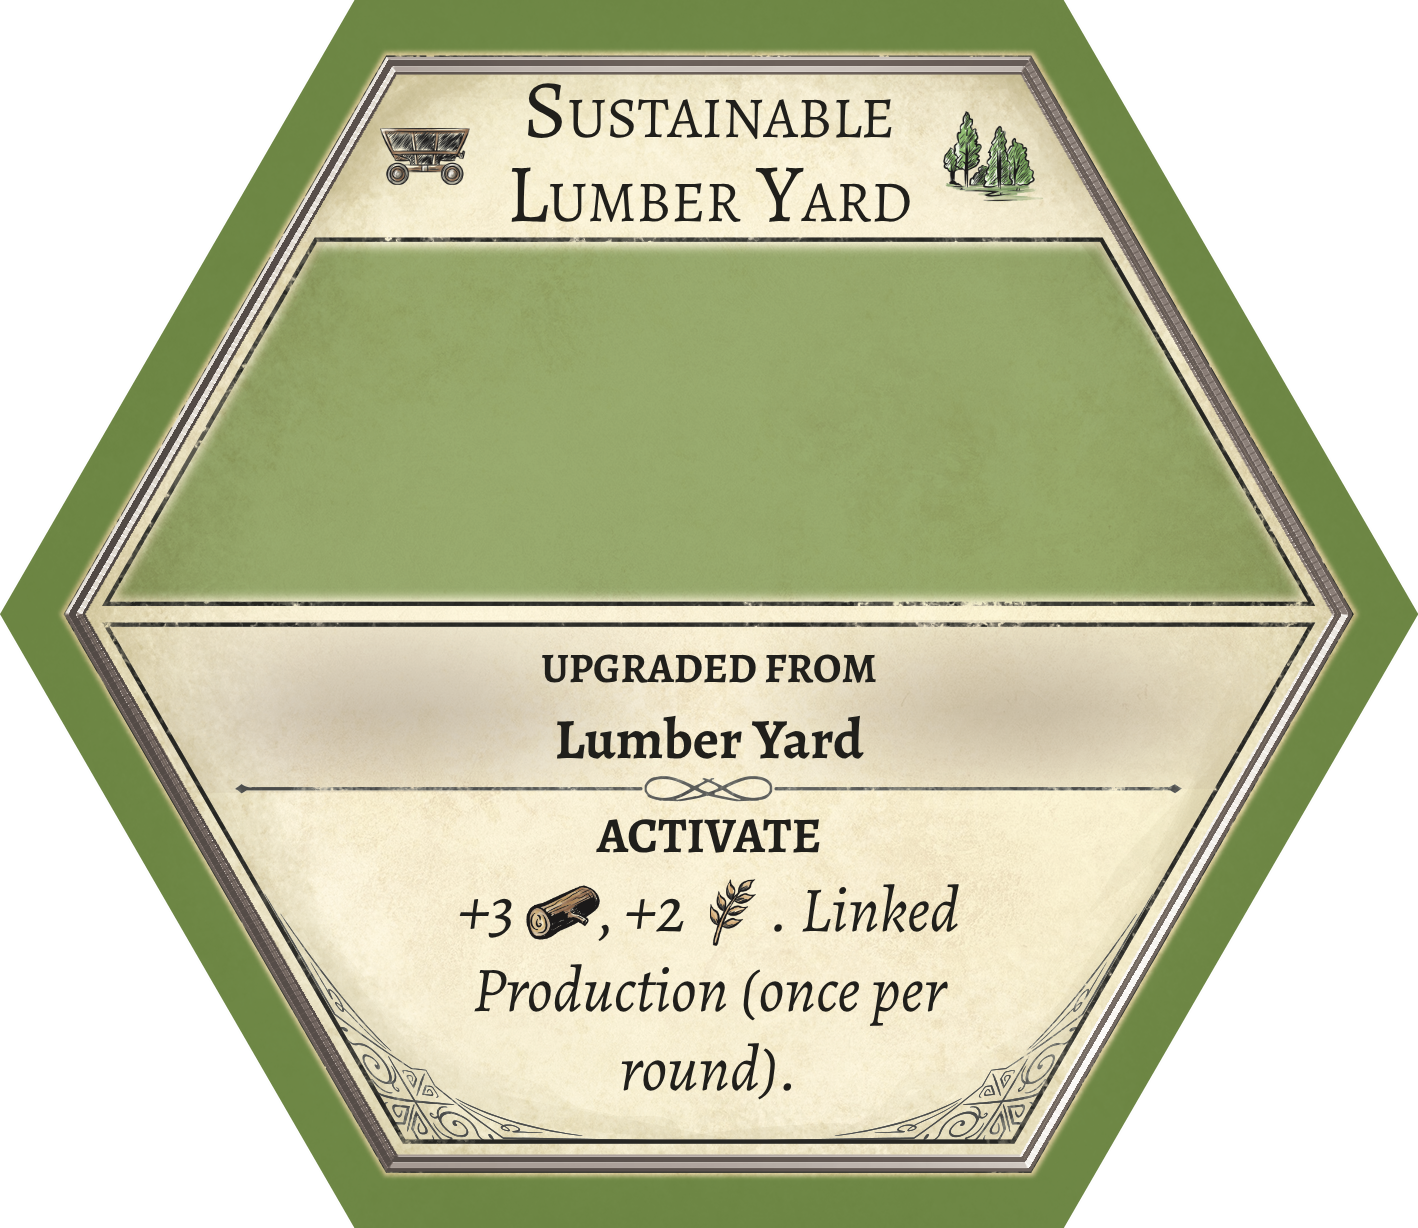 Sustainable
Lumber Yard
UPGRADED FROM
Lumber Yard
ACTIVATE
+3 , +2 . Linked
Production (once per
round).